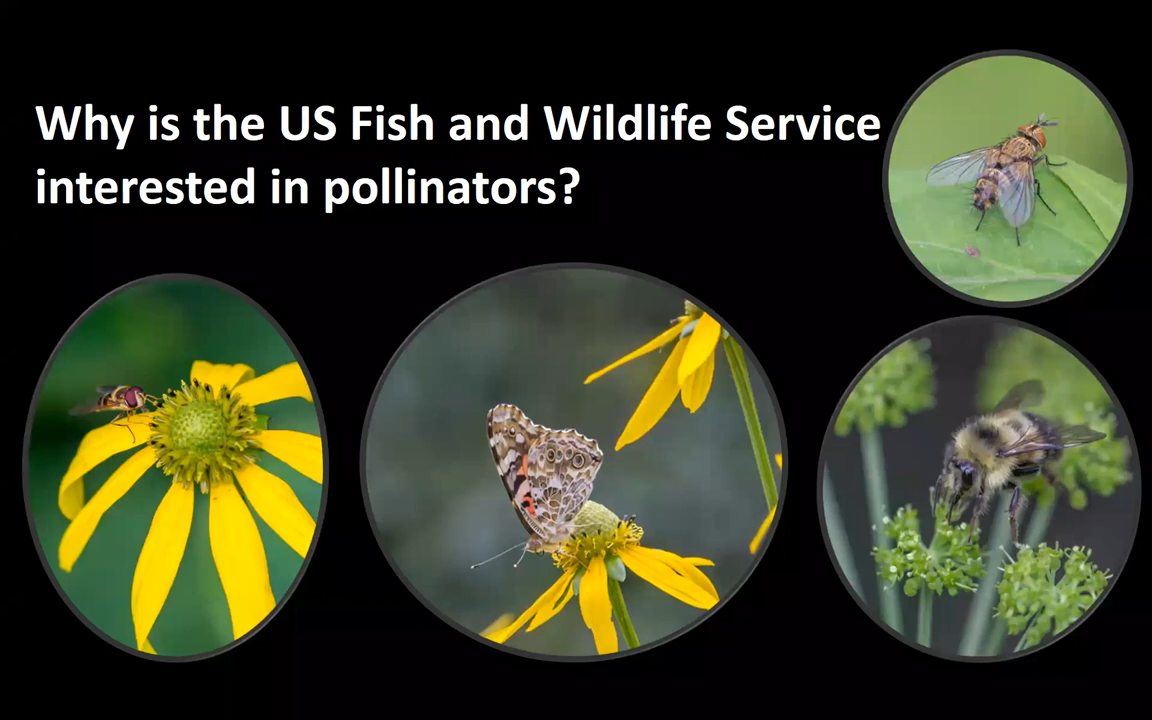 Why is the US Fish and Wildlife Service
interested in pollinators?